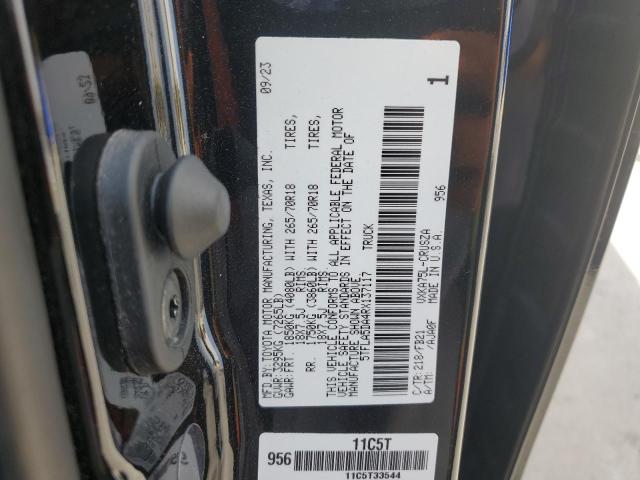 MFD.BY: TOYOTA MOTOR MANUFACTURING, TEXAS, INC. 09/23
GVWR: 3295KG (7265LB)
GAWR: FRT. 1850KG (4080LB) WITH 265/70R18 TIRES,
18X7.5J RIMS
RR. 1750KG (3860LB) WITH 265/70R18 TIRES,
18X7.5J RIMS
THIS VEHICLE CONFORMS TO ALL APPLICABLE FEDERAL MOTOR
VEHICLE SAFETY STANDARDS IN EFFECT ON THE DATE OF
MANUFACTURE SHOWN ABOVE.
5TFLA5DA4RX137117 TRUCK
C/TR: 218/FB21 VXKA75L-CRUSZA
A/TM: /AJA0F MADE IN U.S.A. 956
1
956
11C5T
11C5T33544